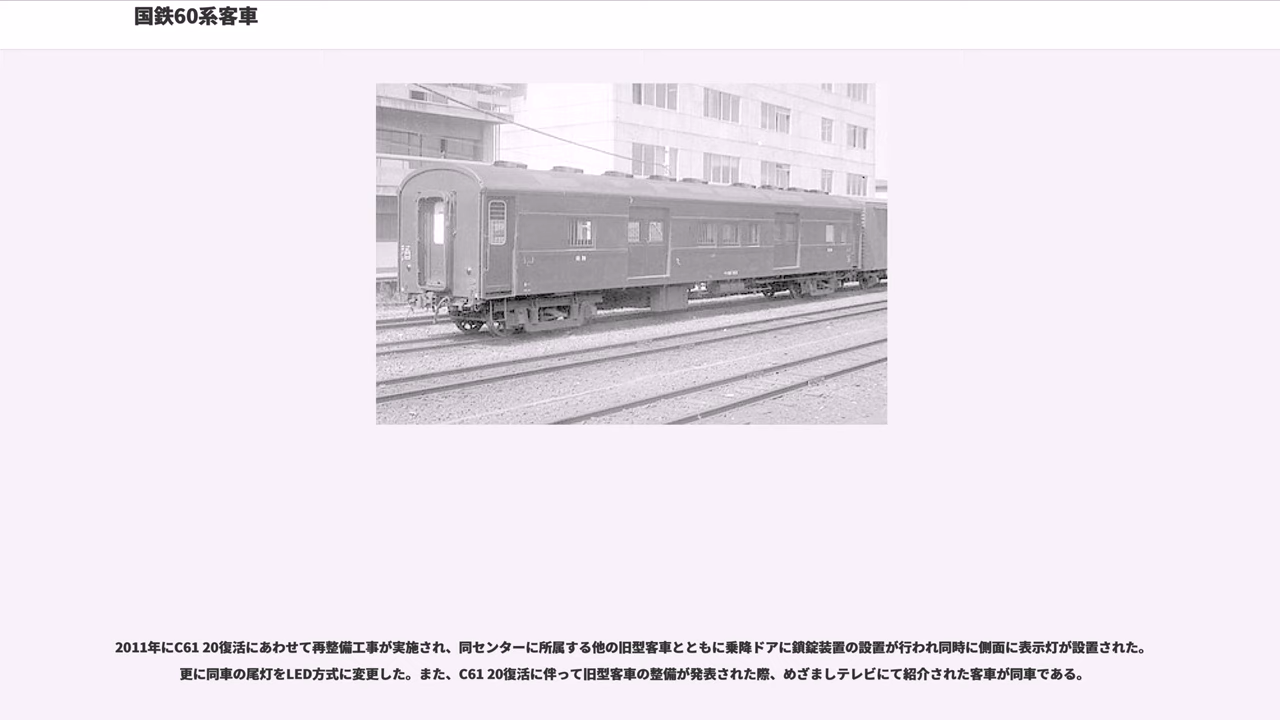 国鉄60系客車
2011年にC61 20復活にあわせて再整備工事が実施され、同センターに所属する他の旧型客車とともに乗降ドアに鎖錠装置の設置が行われ同時に側面に表示灯が設置された。
更に同車の尾灯をLED方式に変更した。また、C61 20復活に伴って旧型客車の整備が発表された際、めざましテレビにて紹介された客車が同車である。